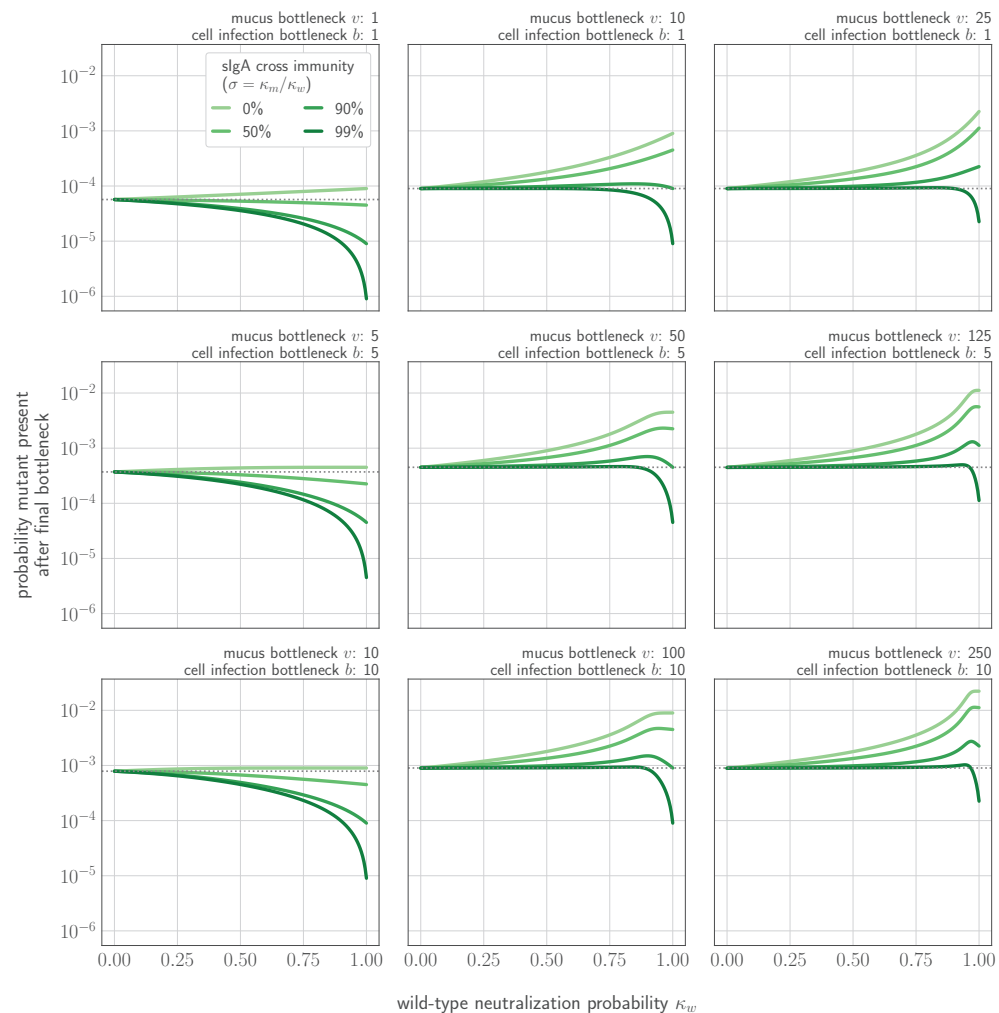 mucus bottleneck v: 1
cell infection bottleneck b: 1
mucus bottleneck v: 10
cell infection bottleneck b: 1
mucus bottleneck v: 25
cell infection bottleneck b: 1
sIgA cross immunity
(σ = κm/κw)
0%
90%
50%
99%
10−2
10−3
10−4
10−5
10−6
mucus bottleneck v: 5
cell infection bottleneck b: 5
mucus bottleneck v: 50
cell infection bottleneck b: 5
mucus bottleneck v: 125
cell infection bottleneck b: 5
probability mutant present
after final bottleneck
10−2
10−3
10−4
10−5
10−6
mucus bottleneck v: 10
cell infection bottleneck b: 10
mucus bottleneck v: 100
cell infection bottleneck b: 10
mucus bottleneck v: 250
cell infection bottleneck b: 10
10−2
10−3
10−4
10−5
10−6
0.00 0.25 0.50 0.75 1.00
0.00 0.25 0.50 0.75 1.00
0.00 0.25 0.50 0.75 1.00
wild-type neutralization probability κw